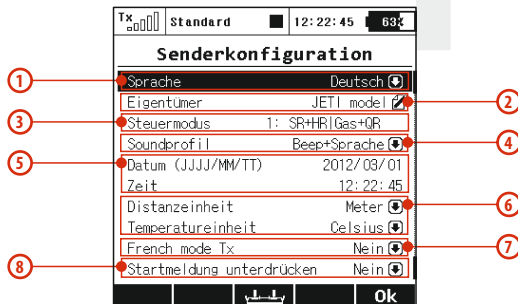 Tx Standard 12:22:45 63%
Senderkonfiguration
1 Sprache Deutsch
Eigentümer JETI model 2
3 Steuermodus 1: SR+HR|Gas+QR
Soundprofil Beep+Sprache 4
5 Datum (JJJJ/MM/TT) 2012/03/01
Zeit 12:22:45
Distanzeinheit Meter 6
Temperatureinheit Celsius
French mode Tx Nein 7
8 Startmeldung unterdrücken Nein
Ok